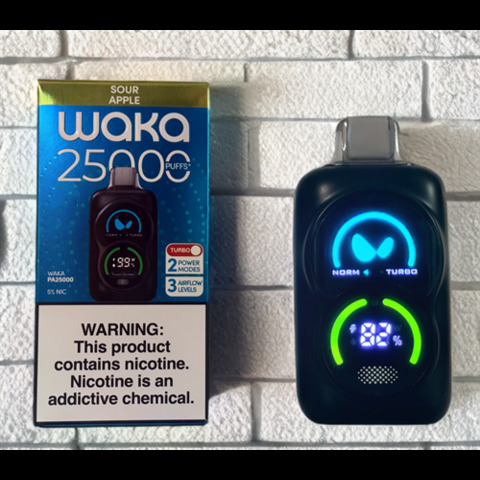 SOUR
APPLE
WAKA
25000
PUFFS*
TURBO
2 POWER
MODES
3 AIRFLOW
LEVELS
WAKA
PA25000
5% NIC
WARNING:
This product
contains nicotine.
Nicotine is an
addictive chemical.
NORM TURBO
82%